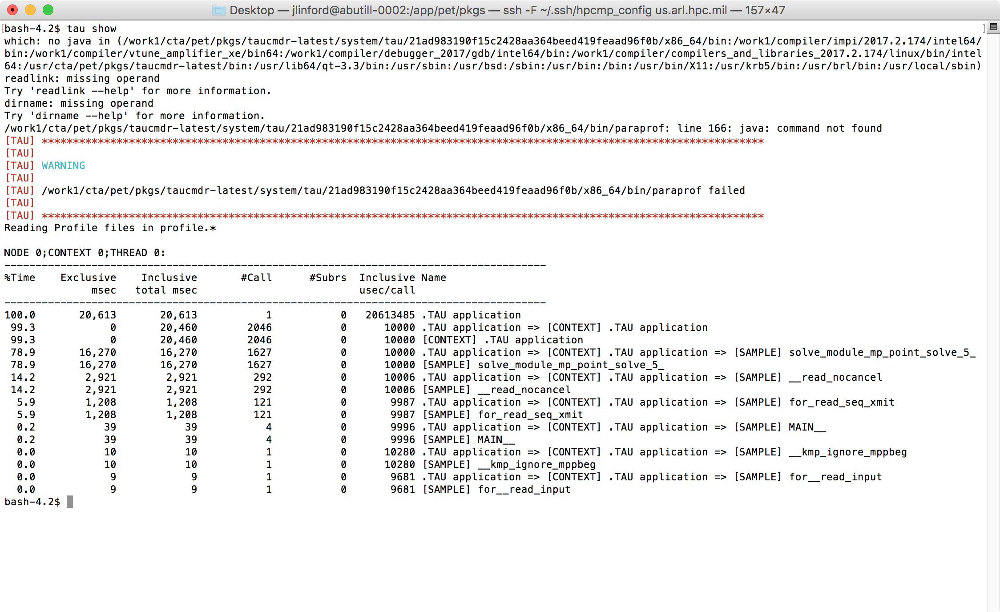 Desktop — jlinford@abutill-0002:/app/pet/pkgs — ssh -F ~/.ssh/hpcmp_config us.arl.hpc.mil — 157×47
[bash-4.2$ tau show ]
which: no java in (/work1/cta/pet/pkgs/taucmdr-latest/system/tau/21ad983190f15c2428aa364beed419feaad96f0b/x86_64/bin:/work1/compiler/impi/2017.2.174/intel64/
bin:/work1/compiler/vtune_amplifier_xe/bin64:/work1/compiler/debugger_2017/gdb/intel64/bin:/work1/compiler/compilers_and_libraries_2017.2.174/linux/bin/intel
64:/usr/cta/pet/pkgs/taucmdr-latest/bin:/usr/lib64/qt-3.3/bin:/usr/sbin:/usr/bsd:/sbin:/usr/bin:/bin:/usr/bin/X11:/usr/krb5/bin:/usr/brl/bin:/usr/local/sbin)
readlink: missing operand
Try 'readlink --help' for more information.
dirname: missing operand
Try 'dirname --help' for more information.
/work1/cta/pet/pkgs/taucmdr-latest/system/tau/21ad983190f15c2428aa364beed419feaad96f0b/x86_64/bin/paraprof: line 166: java: command not found
[TAU] ********************************************************************************************************************
[TAU]
[TAU] WARNING
[TAU]
[TAU] /work1/cta/pet/pkgs/taucmdr-latest/system/tau/21ad983190f15c2428aa364beed419feaad96f0b/x86_64/bin/paraprof failed
[TAU]
[TAU] ********************************************************************************************************************
Reading Profile files in profile.*
NODE 0;CONTEXT 0;THREAD 0:
---------------------------------------------------------------------------------------
%Time    Exclusive    Inclusive       #Call      #Subrs  Inclusive Name
              msec   total msec                          usec/call
---------------------------------------------------------------------------------------
100.0       20,613       20,613           1           0   20613485 .TAU application
 99.3            0       20,460        2046           0      10000 .TAU application => [CONTEXT] .TAU application
 99.3            0       20,460        2046           0      10000 [CONTEXT] .TAU application
 78.9       16,270       16,270        1627           0      10000 .TAU application => [CONTEXT] .TAU application => [SAMPLE] solve_module_mp_point_solve_5_
 78.9       16,270       16,270        1627           0      10000 [SAMPLE] solve_module_mp_point_solve_5_
 14.2        2,921        2,921         292           0      10006 .TAU application => [CONTEXT] .TAU application => [SAMPLE] __read_nocancel
 14.2        2,921        2,921         292           0      10006 [SAMPLE] __read_nocancel
  5.9        1,208        1,208         121           0       9987 .TAU application => [CONTEXT] .TAU application => [SAMPLE] for_read_seq_xmit
  5.9        1,208        1,208         121           0       9987 [SAMPLE] for_read_seq_xmit
  0.2           39           39           4           0       9996 .TAU application => [CONTEXT] .TAU application => [SAMPLE] MAIN__
  0.2           39           39           4           0       9996 [SAMPLE] MAIN__
  0.0           10           10           1           0      10280 .TAU application => [CONTEXT] .TAU application => [SAMPLE] __kmp_ignore_mppbeg
  0.0           10           10           1           0      10280 [SAMPLE] __kmp_ignore_mppbeg
  0.0            9            9           1           0       9681 .TAU application => [CONTEXT] .TAU application => [SAMPLE] for__read_input
  0.0            9            9           1           0       9681 [SAMPLE] for__read_input
bash-4.2$